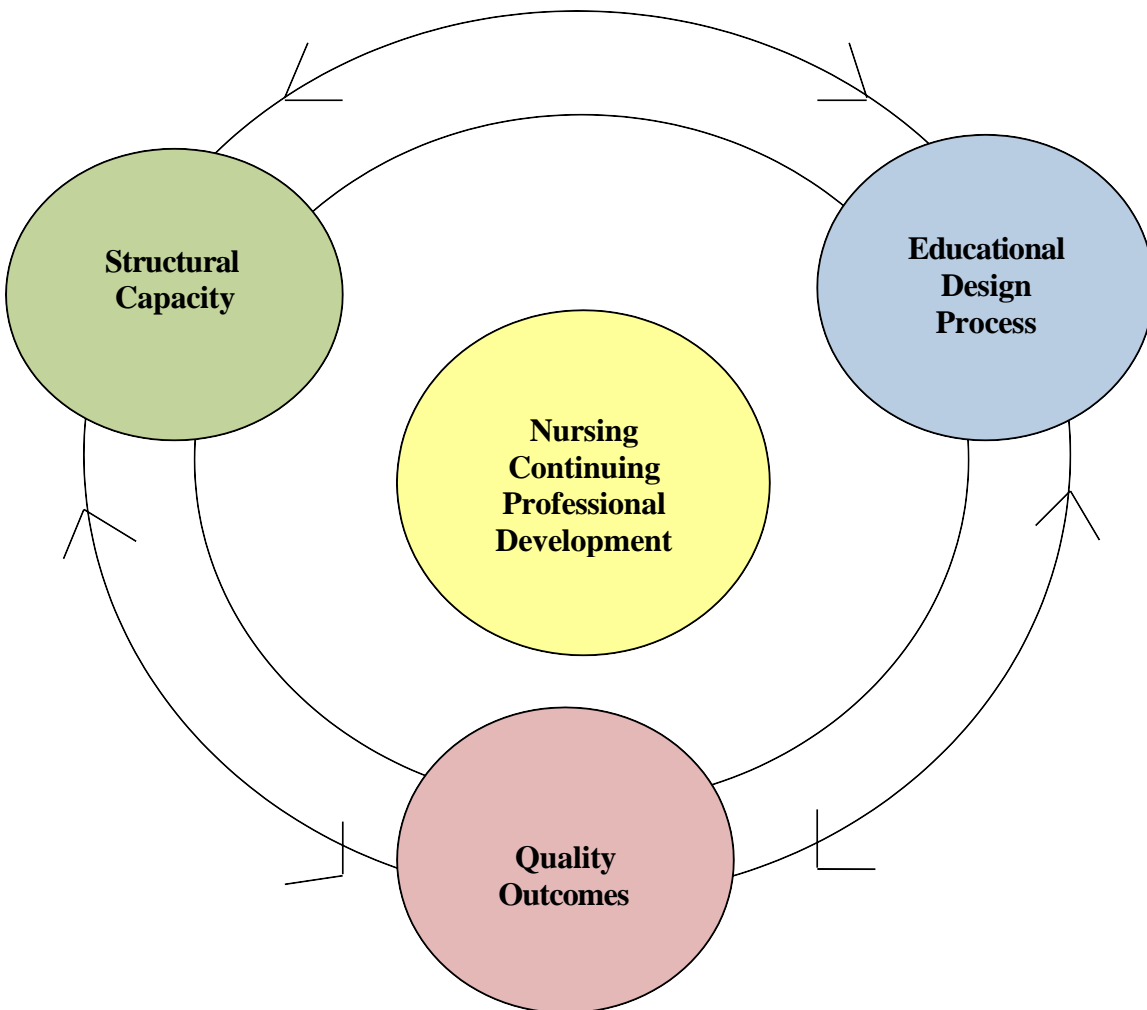 Structural
Capacity
Educational
Design
Process
Nursing
Continuing
Professional
Development
Quality
Outcomes